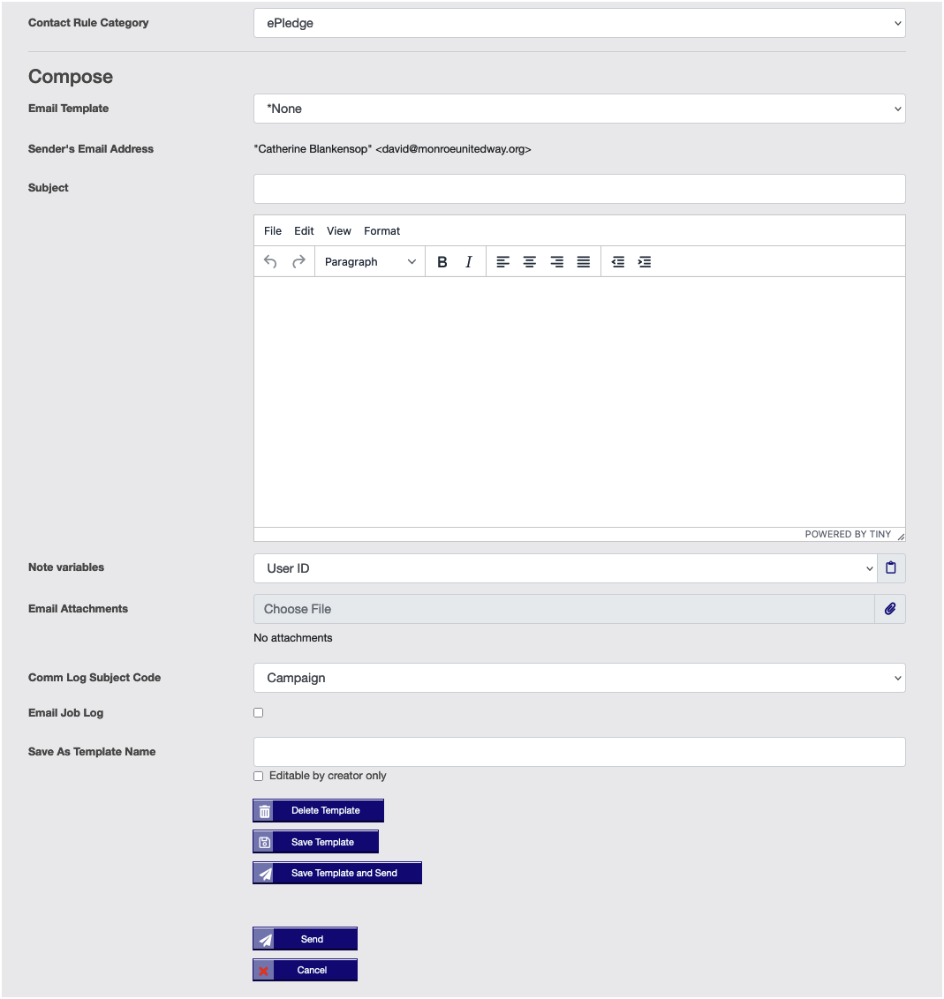 Contact Rule Category
ePledge
Compose
Email Template
*None
Sender's Email Address
"Catherine Blankensop" <david@monroeunitedway.org>
Subject
File Edit View Format
Paragraph B I
POWERED BY TINY
Note variables
User ID
Email Attachments
Choose File
No attachments
Comm Log Subject Code
Campaign
Email Job Log
Save As Template Name
Editable by creator only
Delete Template
Save Template
Save Template and Send
Send
Cancel